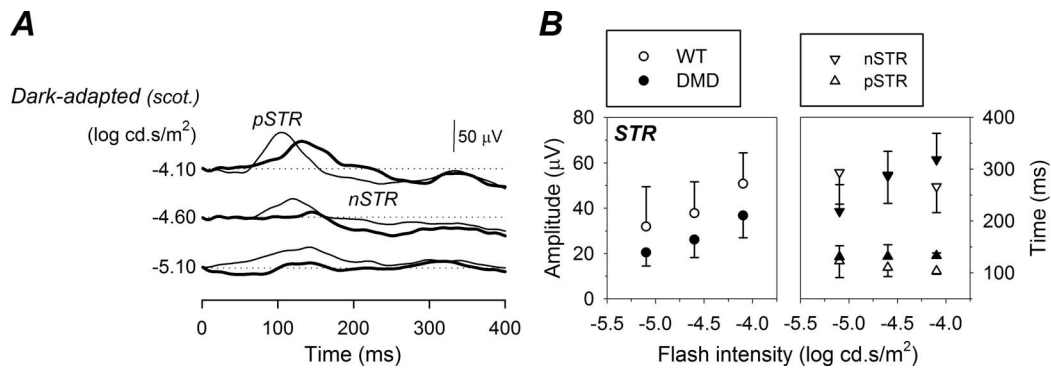 A
Dark-adapted (scot.)
(log cd.s/m²)
pSTR
50 μV
-4.10
nSTR
-4.60
-5.10
0 100 200 300 400
Time (ms)
B
WT
DMD
nSTR
pSTR
STR
80
60
40
20
0
Amplitude (μV)
400
300
200
100
Time (ms)
-5.5 -5.0 -4.5 -4.0
-5.5 -5.0 -4.5 -4.0
Flash intensity (log cd.s/m²)